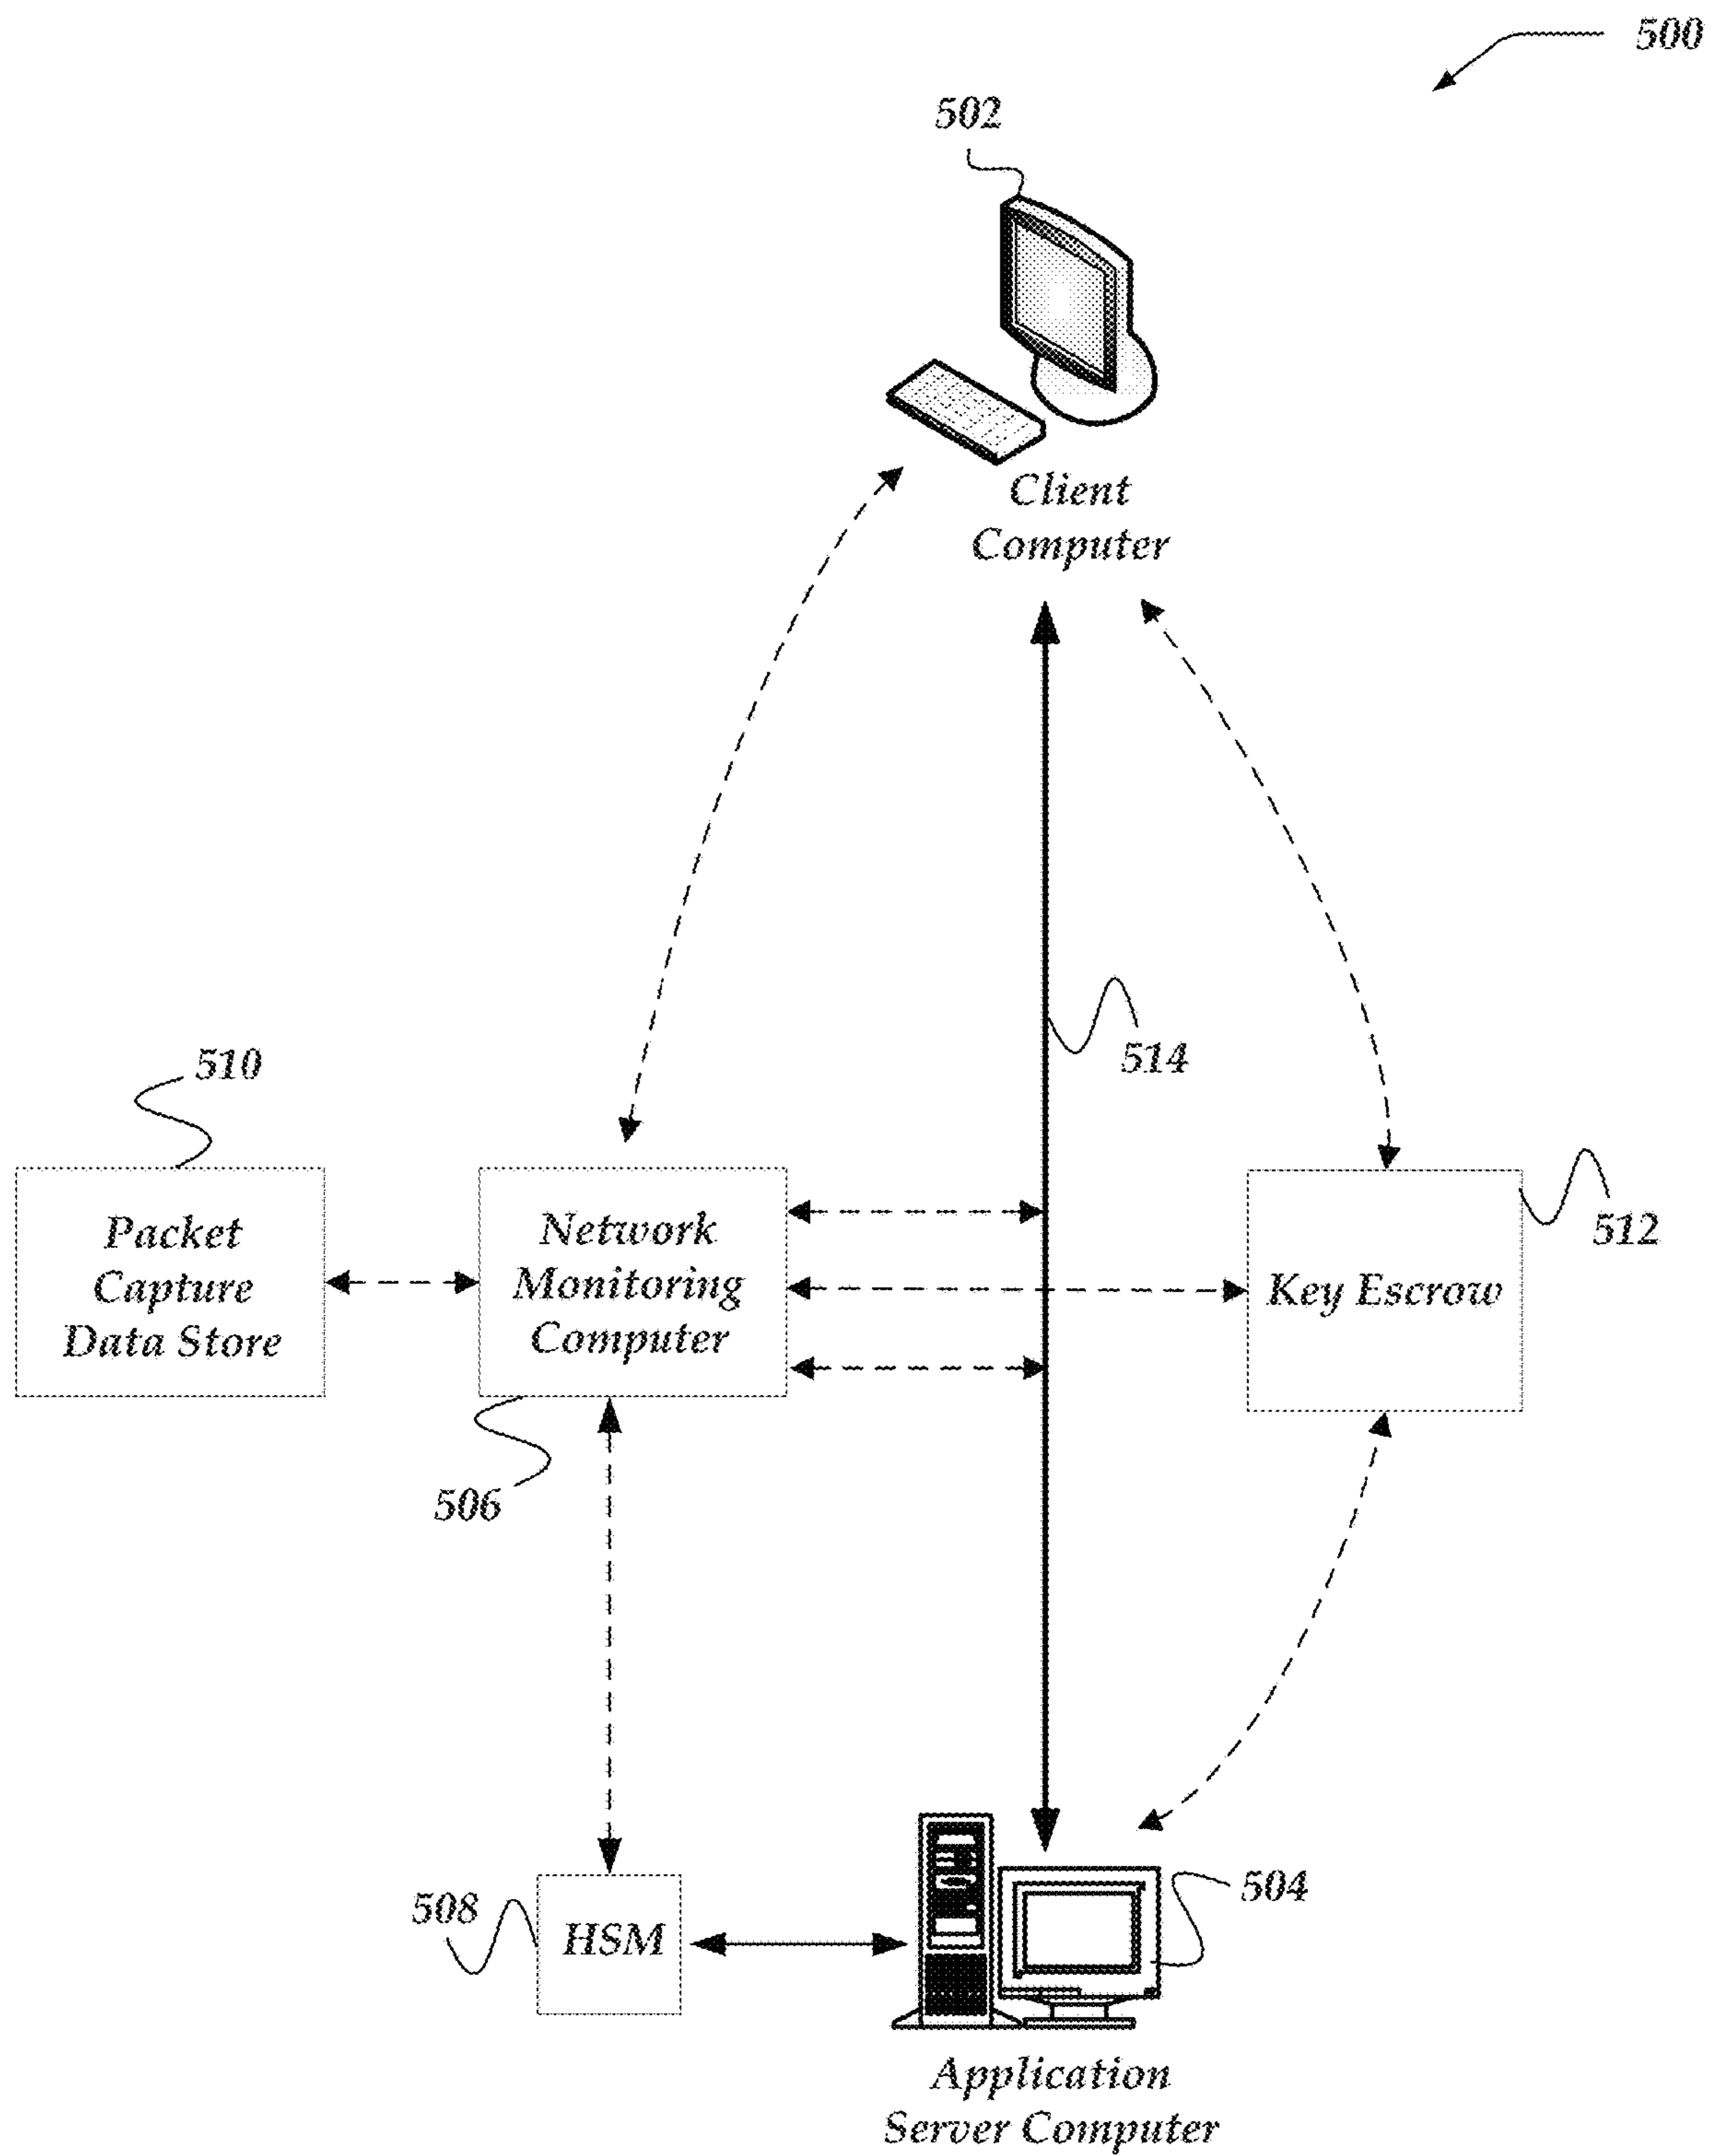 500
502
Client
Computer
514
510
Packet
Capture
Data Store
Network
Monitoring
Computer
Key Escrow
512
506
508
HSM
504
Application
Server Computer